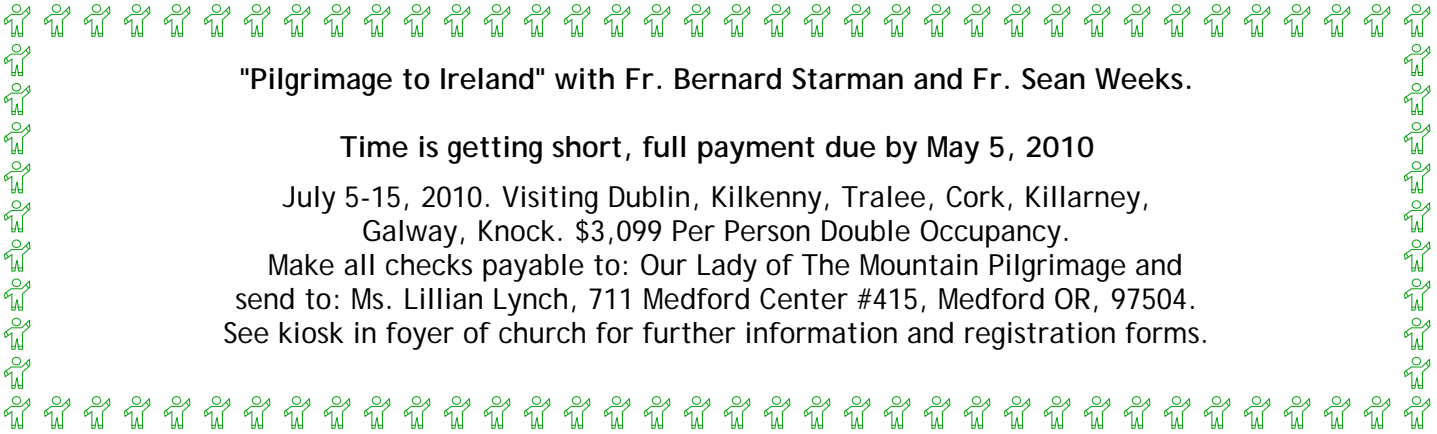 "Pilgrimage to Ireland" with Fr. Bernard Starman and Fr. Sean Weeks.
Time is getting short, full payment due by May 5, 2010
July 5-15, 2010. Visiting Dublin, Kilkenny, Tralee, Cork, Killarney,
Galway, Knock. $3,099 Per Person Double Occupancy.
Make all checks payable to: Our Lady of The Mountain Pilgrimage and
send to: Ms. Lillian Lynch, 711 Medford Center #415, Medford OR, 97504.
See kiosk in foyer of church for further information and registration forms.